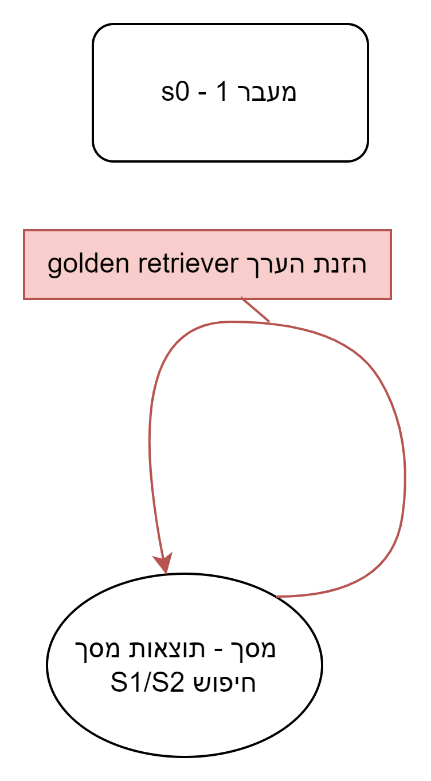 מעבר 1 - s0
הזנת הערך golden retriever
מסך - תוצאות מסך
חיפוש S1/S2